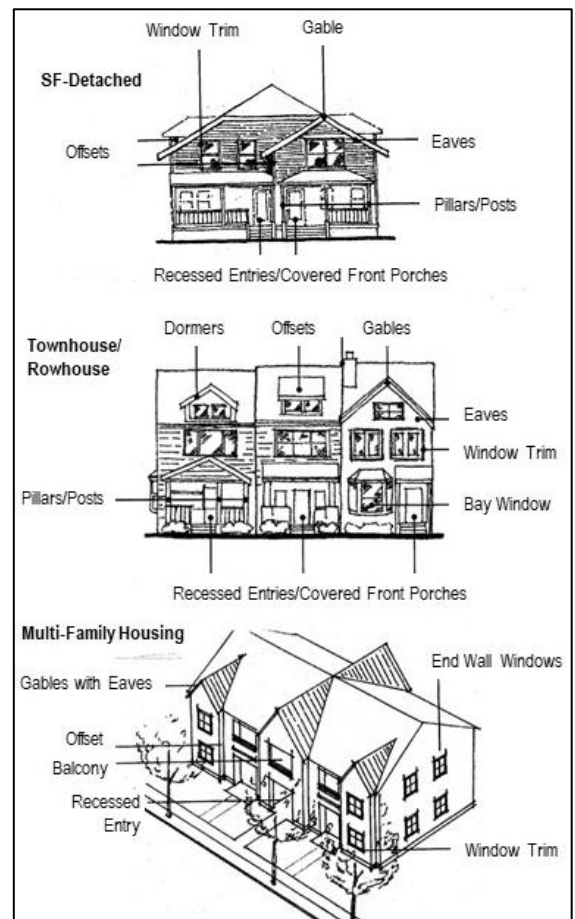 Window Trim
Gable
SF-Detached
Offsets
Eaves
Pillars/Posts
Recessed Entries/Covered Front Porches
Dormers
Offsets
Gables
Townhouse/
Rowhouse
Eaves
Window Trim
Pillars/Posts
Bay Window
Recessed Entries/Covered Front Porches
Multi-Family Housing
End Wall Windows
Gables with Eaves
Offset
Balcony
Recessed
Entry
Window Trim